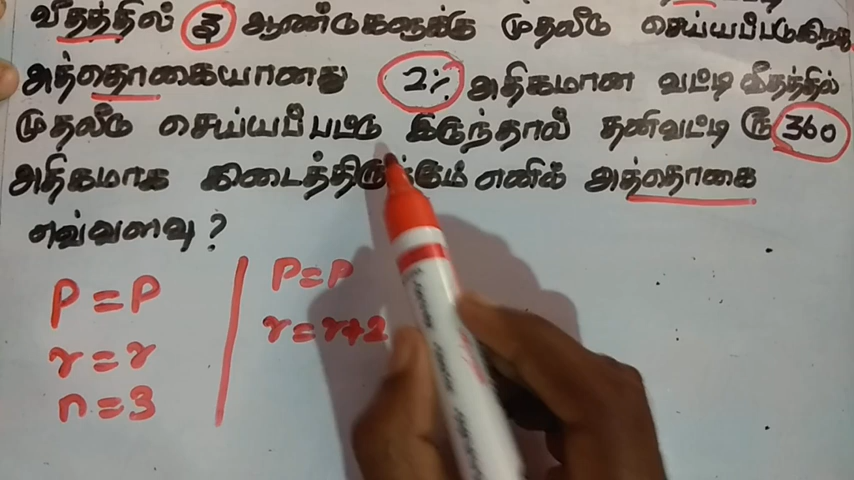 வீதத்தில் 3 ஆண்டுகளுக்கு முதலீடு செய்யப்படுகிறது
அத்தொகையானது 2% அதிகமான வட்டி வீதத்தில்
முதலீடு செய்யப்பட்டு இருந்தால் தனிவட்டி ரூ 360
அதிகமாக கிடைத்திருக்கும் எனில் அத்தொகை
எவ்வளவு?
P = P P = P
r = r r = r+2
n = 3